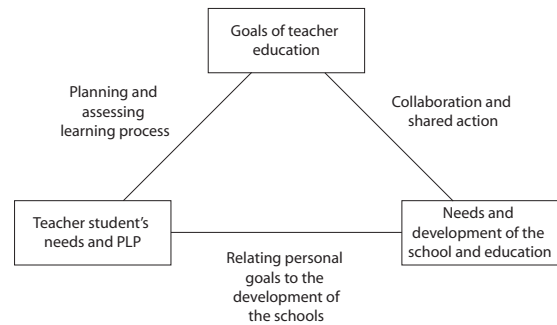 Goals of teacher
education
Planning and
assessing
learning process
Collaboration and
shared action
Teacher student's
needs and PLP
Needs and
development of the
school and education
Relating personal
goals to the
development of
the schools